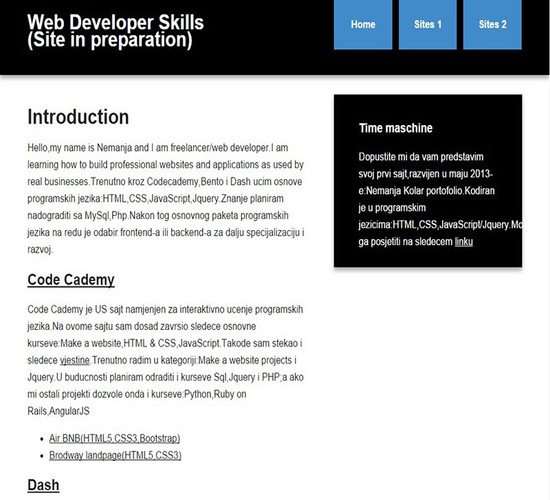 Web Developer Skills
(Site in preparation)
Home
Sites 1
Sites 2
Introduction
Hello,my name is Nemanja and I am freelancer/web developer.I am
learning how to build professional websites and applications as used by
real businesses.Trenutno kroz Codecademy,Bento i Dash ucim osnove
programskih jezika:HTML,CSS,JavaScript,Jquery.Znanje planiram
nadograditi sa MySql,Php.Nakon tog osnovnog paketa programskih
jezika na redu je odabir frontend-a ili backend-a za dalju specijalizaciju i
razvoj.
Code Cademy
Code Cademy je US sajt namjenjen za interaktivno ucenje programskih
jezika.Na ovome sajtu sam dosad zavrsio sledece osnovne
kurseve:Make a website,HTML & CSS,JavaScript.Takode sam stekao i
sledece vjestine.Trenutno radim u kategoriji:Make a website projects i
Jquery.U buducnosti planiram odraditi i kurseve Sql,Jquery i PHP;a ako
mi ostali projekti dozvole onda i kurseve:Python,Ruby on
Rails,AngularJS
Air BNB(HTML5,CSS3,Bootstrap)
Brodway landpage(HTML5,CSS3)
Dash
Time maschine
Dopustite mi da vam predstavim
svoj prvi sajt,razvijen u maju 2013-
e:Nemanja Kolar portofolio.Kodiran
je u programskim
jezicima:HTML,CSS,JavaScript/Jquery.Mo
ga posjetiti na sledecem linku